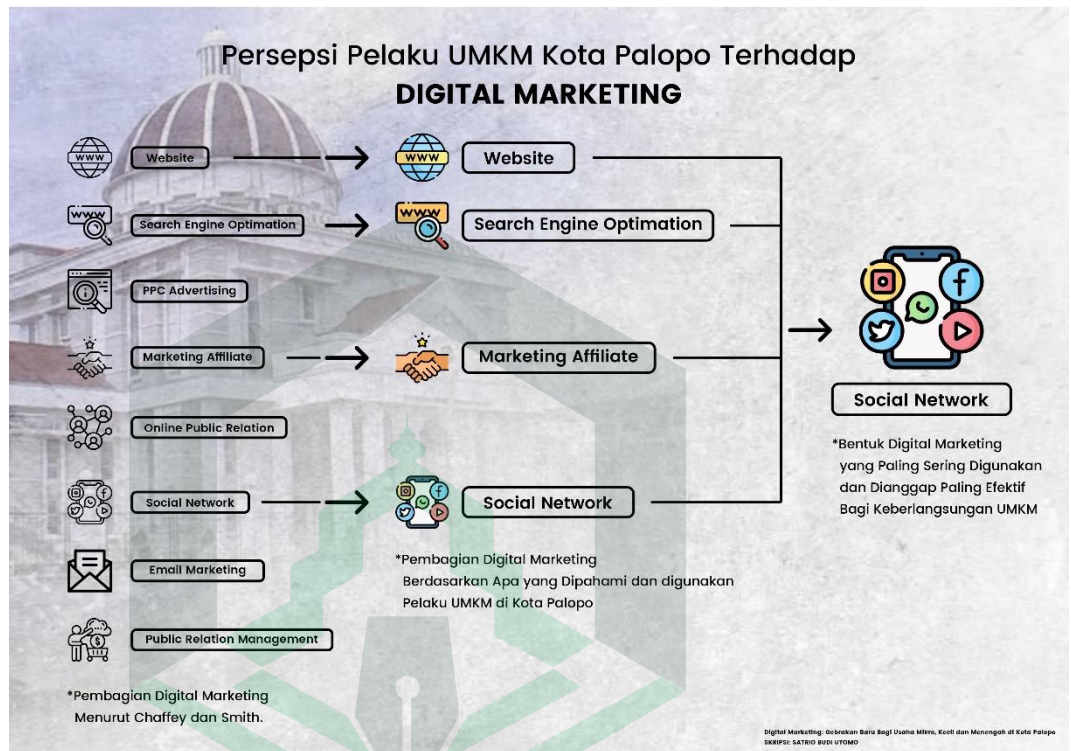 Persepsi Pelaku UMKM Kota Palopo Terhadap
DIGITAL MARKETING
www
Website
www
Search Engine Optimation
PPC Advertising
Marketing Affiliate
Online Public Relation
Social Network
Email Marketing
Public Relation Management
*Pembagian Digital Marketing
Menurut Chaffey dan Smith.
www
Website
www
Search Engine Optimation
Marketing Affiliate
Social Network
*Pembagian Digital Marketing
Berdasarkan Apa yang Dipahami dan digunakan
Pelaku UMKM di Kota Palopo
Social Network
*Bentuk Digital Marketing
yang Paling Sering Digunakan
dan Dianggap Paling Efektif
Bagi Keberlangsungan UMKM
Digital Marketing: Gebrakan Baru Bagi Usaha Mikro, Kecil dan Menengah di Kota Palopo
SKRIPSI: SATRIO BUDI UTOMO